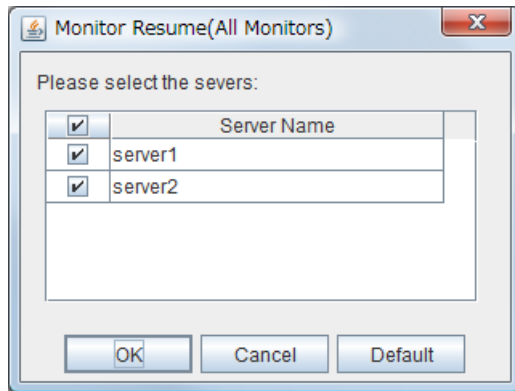 Monitor Resume(All Monitors)
Please select the severs:
Server Name
server1
server2
OK Cancel Default